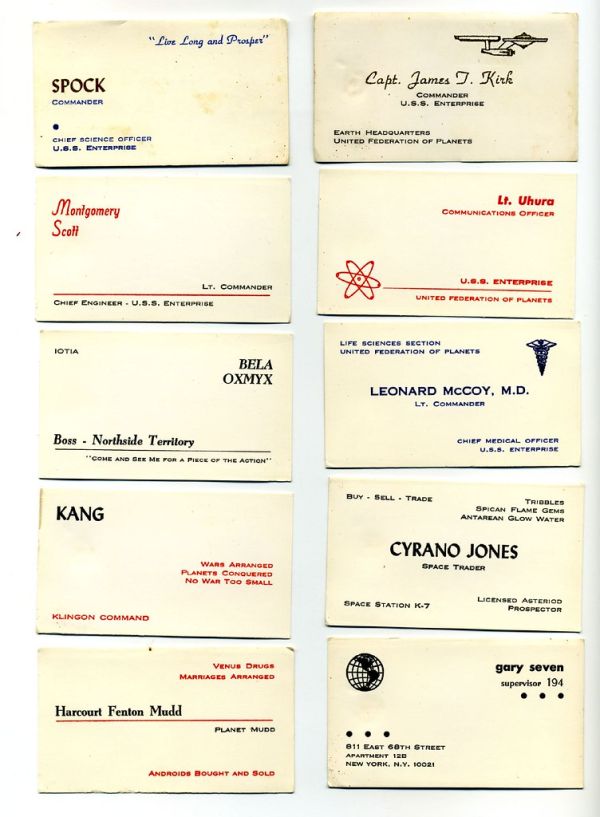 "Live Long and Prosper"
SPOCK
COMMANDER
CHIEF SCIENCE OFFICER
U.S.S. ENTERPRISE
Capt. James T. Kirk
COMMANDER
U.S.S. ENTERPRISE
EARTH HEADQUARTERS
UNITED FEDERATION OF PLANETS
Montgomery
Scott
LT. COMMANDER
CHIEF ENGINEER - U.S.S. ENTERPRISE
Lt. Uhura
COMMUNICATIONS OFFICER
U.S.S. ENTERPRISE
UNITED FEDERATION OF PLANETS
IOTIA
BELA
OXMYX
Boss - Northside Territory
"COME AND SEE ME FOR A PIECE OF THE ACTION"
LIFE SCIENCES SECTION
UNITED FEDERATION OF PLANETS
LEONARD McCOY, M.D.
LT. COMMANDER
CHIEF MEDICAL OFFICER
U.S.S. ENTERPRISE
KANG
WARS ARRANGED
PLANETS CONQUERED
NO WAR TOO SMALL
KLINGON COMMAND
BUY - SELL - TRADE
TRIBBLES
SPICAN FLAME GEMS
ANTAREAN GLOW WATER
CYRANO JONES
SPACE TRADER
SPACE STATION K-7
LICENSED ASTERIOD
PROSPECTOR
VENUS DRUGS
MARRIAGES ARRANGED
Harcourt Fenton Mudd
PLANET MUDD
ANDROIDS BOUGHT AND SOLD
gary seven
supervisor 194
811 EAST 68TH STREET
APARTMENT 12B
NEW YORK, N.Y. 10021